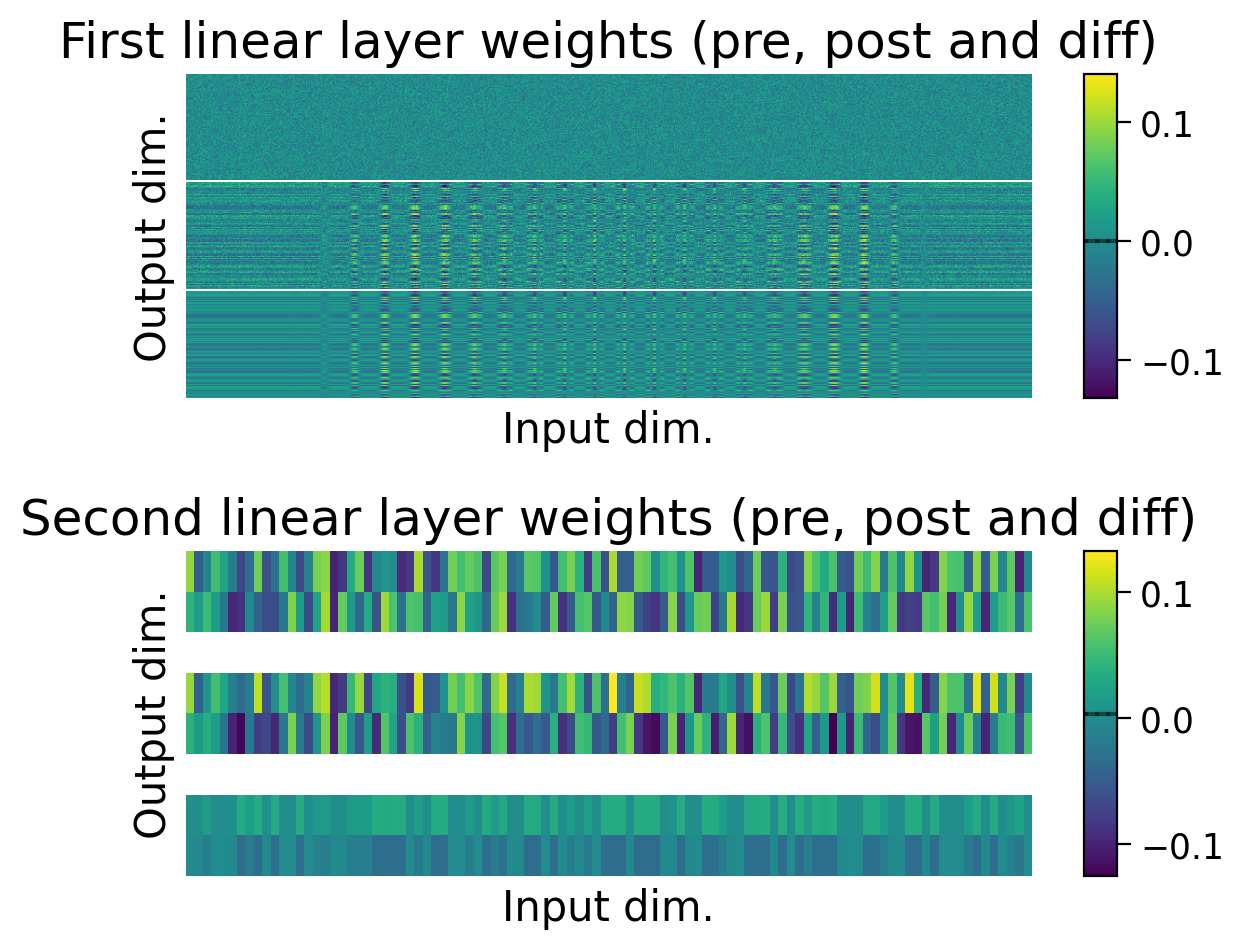 First linear layer weights (pre, post and diff)
Output dim.
0.1
0.0
−0.1
Input dim.
Second linear layer weights (pre, post and diff)
Output dim.
0.1
0.0
−0.1
Input dim.